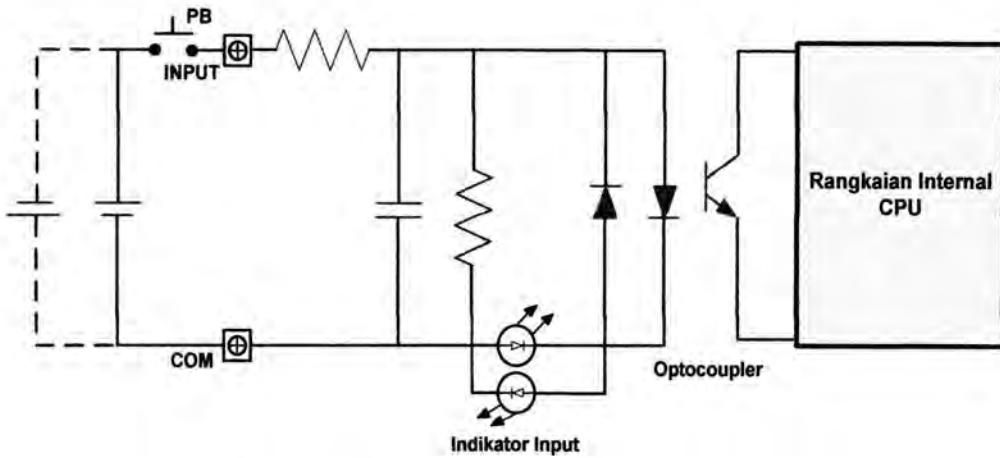 PB
INPUT
Rangkaian Internal
CPU
COM
Optocoupler
Indikator Input